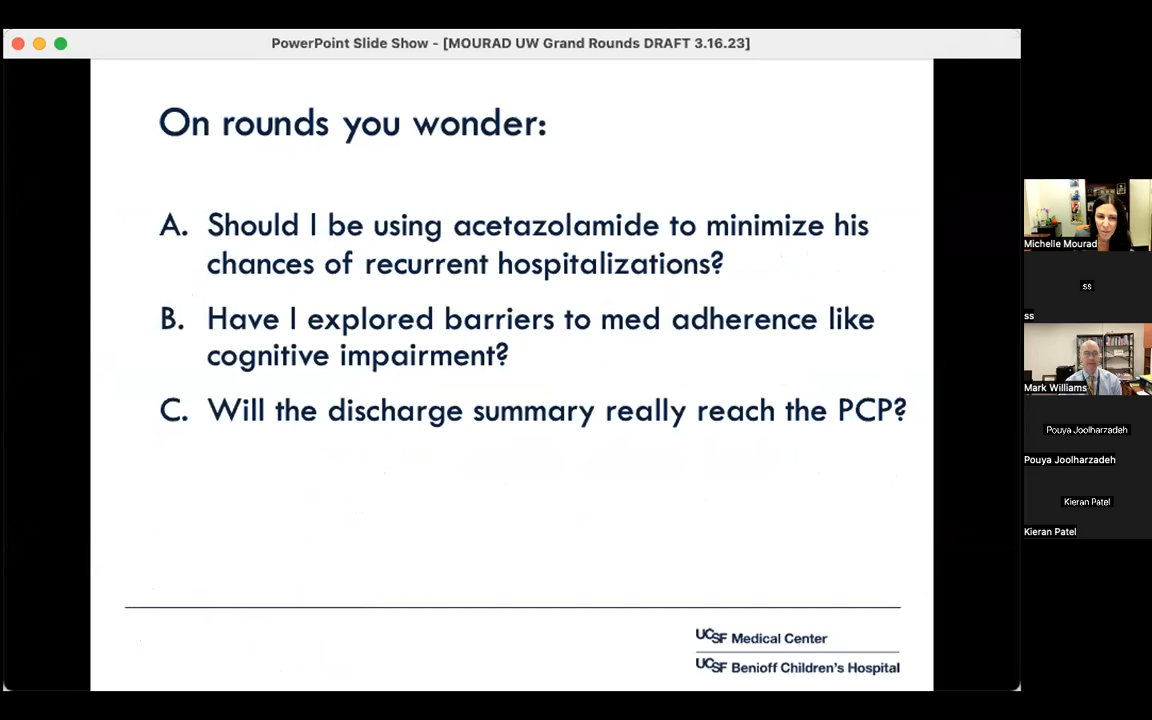 PowerPoint Slide Show - [MOURAD UW Grand Rounds DRAFT 3.16.23]
On rounds you wonder:
A. Should I be using acetazolamide to minimize his
chances of recurrent hospitalizations?
B. Have I explored barriers to med adherence like
cognitive impairment?
C. Will the discharge summary really reach the PCP?
UCSF Medical Center
UCSF Benioff Children's Hospital
Michelle Mourad
ss
ss
Mark Williams
Pouya Joolharzadeh
Pouya Joolharzadeh
Kieran Patel
Kieran Patel